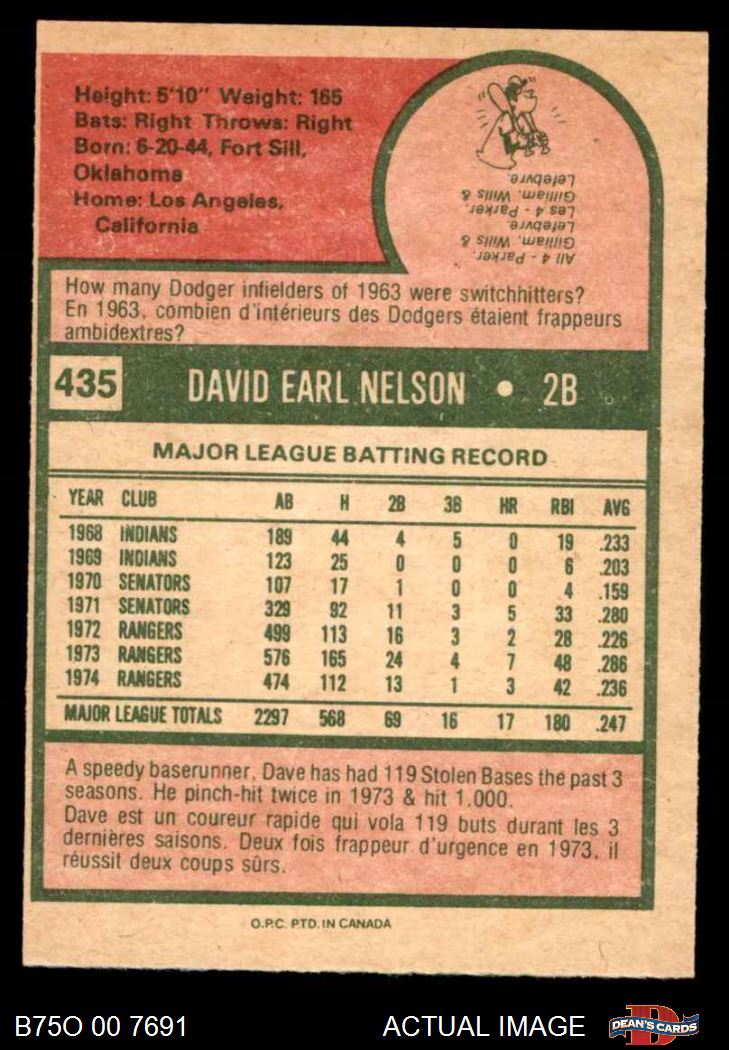 Height: 5'10" Weight: 165
Bats: Right Throws: Right
Born: 6-20-44, Fort Sill,
Oklahoma
Home: Los Angeles,
California
All 4 - Parker,
Gilliam, Wills &
Lefebvre.
Les 4 - Parker,
Gilliam, Wills &
Lefebvre.
How many Dodger infielders of 1963 were switchhitters?
En 1963, combien d'intérieurs des Dodgers étaient frappeurs
ambidextres?
435 DAVID EARL NELSON • 2B
MAJOR LEAGUE BATTING RECORD
YEAR CLUB AB H 2B 3B HR RBI AVG
1968 INDIANS 189 44 4 5 0 19 .233
1969 INDIANS 123 25 0 0 0 6 .203
1970 SENATORS 107 17 1 0 0 4 .159
1971 SENATORS 329 92 11 3 5 33 .280
1972 RANGERS 499 113 16 3 2 28 .226
1973 RANGERS 576 165 24 4 7 48 .286
1974 RANGERS 474 112 13 1 3 42 .236
MAJOR LEAGUE TOTALS 2297 568 69 16 17 180 .247
A speedy baserunner, Dave has had 119 Stolen Bases the past 3
seasons. He pinch-hit twice in 1973 & hit 1.000.
Dave est un coureur rapide qui vola 119 buts durant les 3
dernières saisons. Deux fois frappeur d'urgence en 1973, il
réussit deux coups sûrs.
O.P.C. PTD. IN CANADA
B75O 00 7691 ACTUAL IMAGE D DEAN'S CARDS